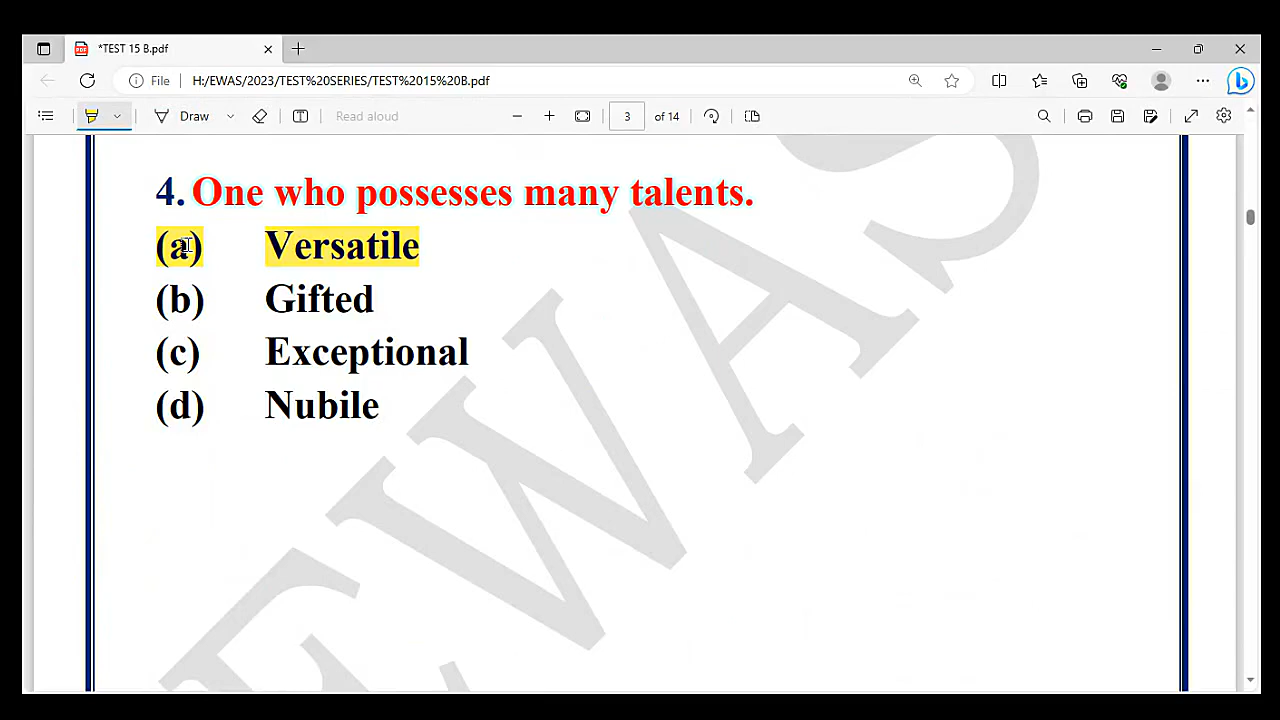 *TEST 15 B.pdf
File H:/EWAS/2023/TEST%20SERIES/TEST%2015%20B.pdf
Draw Read aloud 3 of 14
4. One who possesses many talents.
(a) Versatile
(b) Gifted
(c) Exceptional
(d) Nubile
EWAS